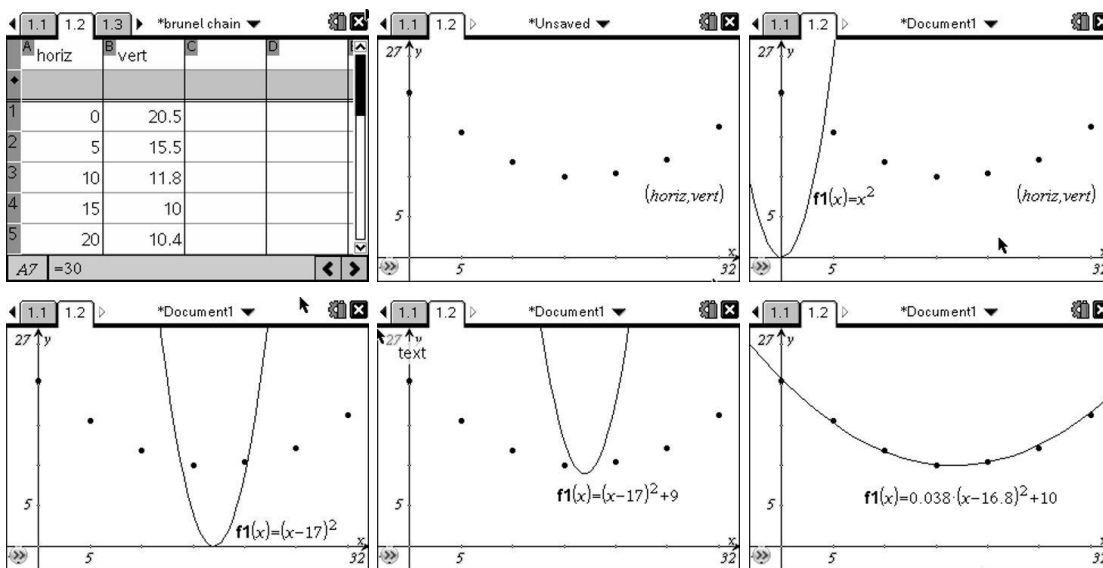 1.1 1.2 1.3 *brunel chain
A horiz B vert C D
1 0 20.5
2 5 15.5
3 10 11.8
4 15 10
5 20 10.4
A7 =30
1.1 1.2 *Unsaved
27 y
(horiz,vert)
5
x
5 32
1.1 1.2 *Document1
27 y
f1(x)=x²
(horiz,vert)
5
x
5 32
1.1 1.2 *Document1
27 y
5
f1(x)=(x−17)²
x
5 32
1.1 1.2 *Document1
27 y
text
f1(x)=(x−17)²+9
5
x
5 32
1.1 1.2 *Document1
27 y
f1(x)=0.038·(x−16.8)²+10
5
x
5 32